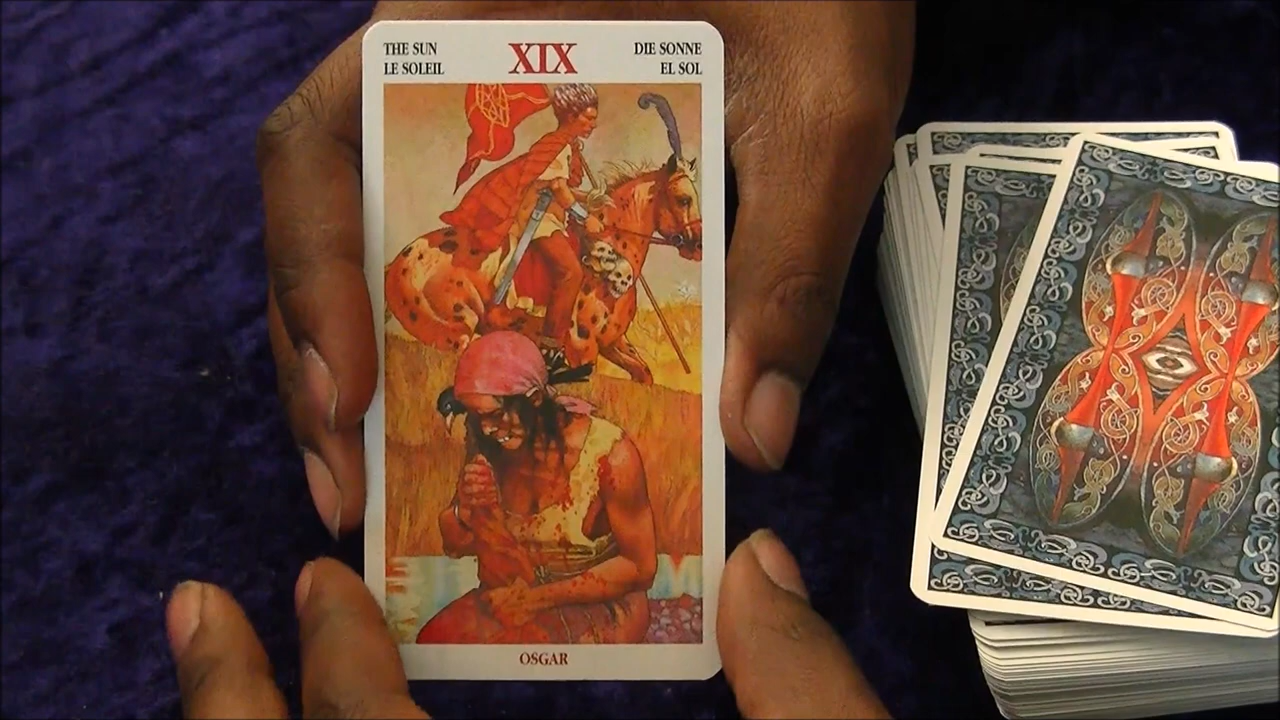 THE SUN
LE SOLEIL
XIX
DIE SONNE
EL SOL
OSGAR